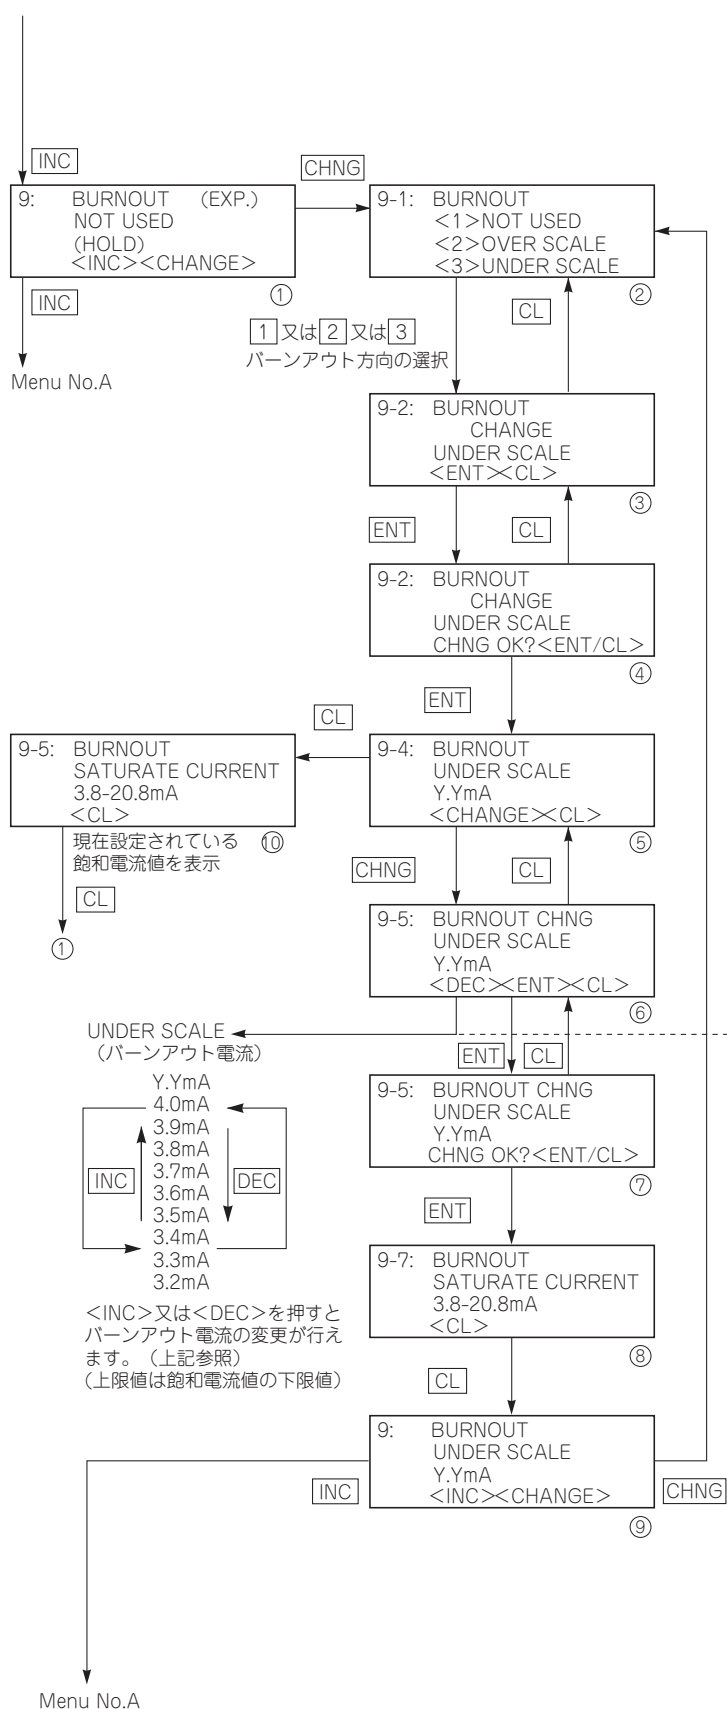 INC
CHNG
9: BURNOUT (EXP.)
NOT USED
(HOLD)
<INC><CHANGE>
①
9-1: BURNOUT
<1>NOT USED
<2>OVER SCALE
<3>UNDER SCALE
②
INC
Menu No.A
1 又は 2 又は 3
バーンアウト方向の選択
CL
9-2: BURNOUT
CHANGE
UNDER SCALE
<ENT><CL>
③
ENT
CL
9-2: BURNOUT
CHANGE
UNDER SCALE
CHNG OK?<ENT/CL>
④
ENT
CL
9-5: BURNOUT
SATURATE CURRENT
3.8-20.8mA
<CL>
⑩
現在設定されている
飽和電流値を表示
CL
①
9-4: BURNOUT
UNDER SCALE
Y.YmA
<CHANGE><CL>
⑤
CHNG
CL
9-5: BURNOUT CHNG
UNDER SCALE
Y.YmA
<DEC><ENT><CL>
⑥
UNDER SCALE
（バーンアウト電流）
Y.YmA
4.0mA
3.9mA
3.8mA
3.7mA
3.6mA
3.5mA
3.4mA
3.3mA
3.2mA
INC
DEC
<INC>又は<DEC>を押すと
バーンアウト電流の変更が行え
ます。（上記参照）
(上限値は飽和電流値の下限値)
ENT
CL
9-5: BURNOUT CHNG
UNDER SCALE
Y.YmA
CHNG OK?<ENT/CL>
⑦
ENT
9-7: BURNOUT
SATURATE CURRENT
3.8-20.8mA
<CL>
⑧
CL
9: BURNOUT
UNDER SCALE
Y.YmA
<INC><CHANGE>
⑨
INC
CHNG
Menu No.A